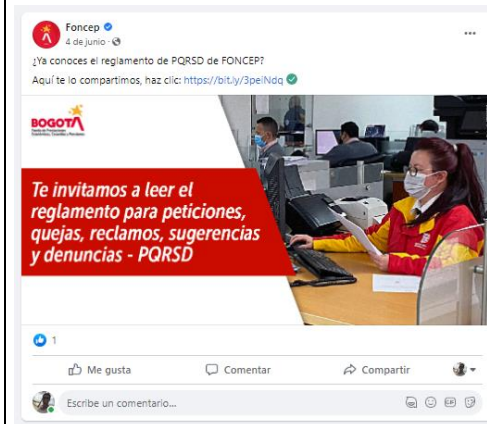 Foncep
4 de junio ·
¿Ya conoces el reglamento de PQRSD de FONCEP?
Aquí te lo compartimos, haz clic: https://bit.ly/3peiNdq
BOGOTÁ
Te invitamos a leer el
reglamento para peticiones,
quejas, reclamos, sugerencias
y denuncias - PQRSD
1
Me gusta
Comentar
Compartir
Escribe un comentario...